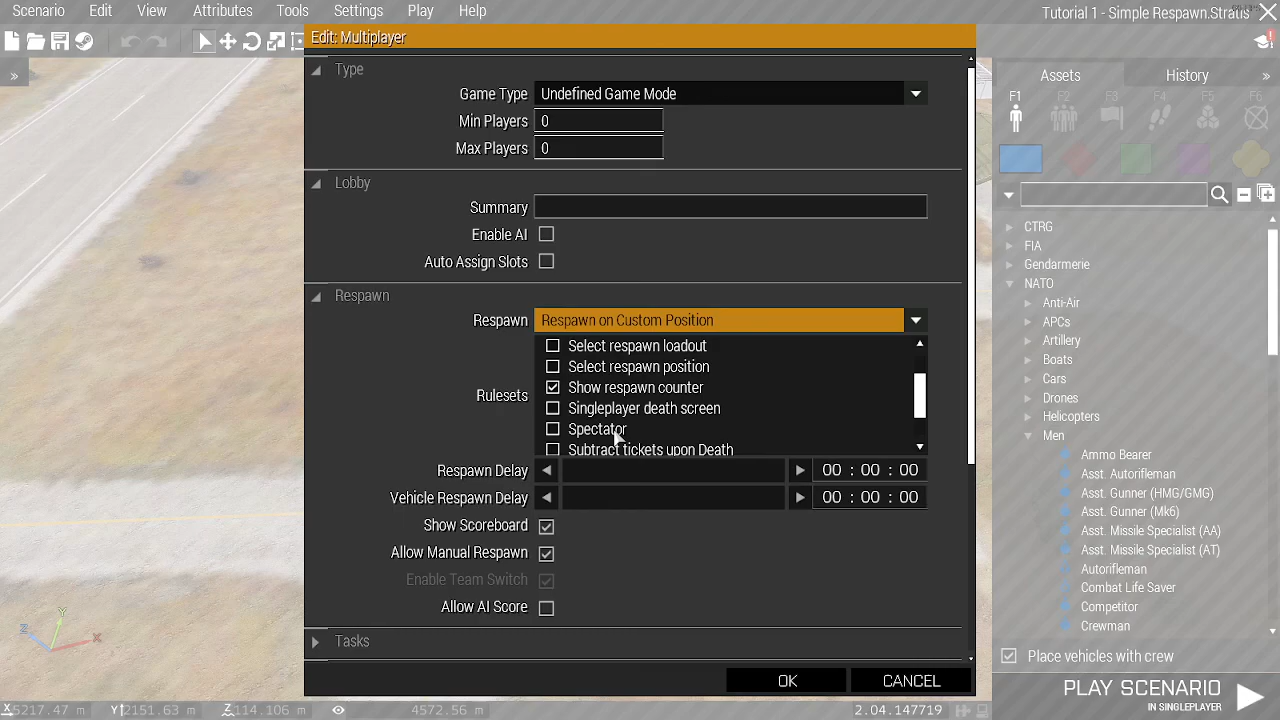 Scenario Edit View Attributes Tools Settings Play Help
Tutorial 1 - Simple Respawn.Stratis
Edit: Multiplayer
Type
Game Type Undefined Game Mode
Min Players 0
Max Players 0
Lobby
Summary
Enable AI
Auto Assign Slots
Respawn
Respawn Respawn on Custom Position
Select respawn loadout
Select respawn position
Rulesets
Show respawn counter
Singleplayer death screen
Spectator
Subtract tickets upon Death
Respawn Delay 00 : 00 : 00
Vehicle Respawn Delay 00 : 00 : 00
Show Scoreboard
Allow Manual Respawn
Enable Team Switch
Allow AI Score
Tasks
OK CANCEL
Assets History
F1 F2 F3 F4 F5 F6
CTRG
FIA
Gendarmerie
NATO
Anti-Air
APCs
Artillery
Boats
Cars
Drones
Helicopters
Men
Ammo Bearer
Asst. Autorifleman
Asst. Gunner (HMG/GMG)
Asst. Gunner (Mk6)
Asst. Missile Specialist (AA)
Asst. Missile Specialist (AT)
Autorifleman
Combat Life Saver
Competitor
Crewman
Place vehicles with crew
PLAY SCENARIO
IN SINGLEPLAYER
Z Y X
X 5217.47 m Y 2151.63 m Z 114.106 m 4572.56 m 2.04.147719